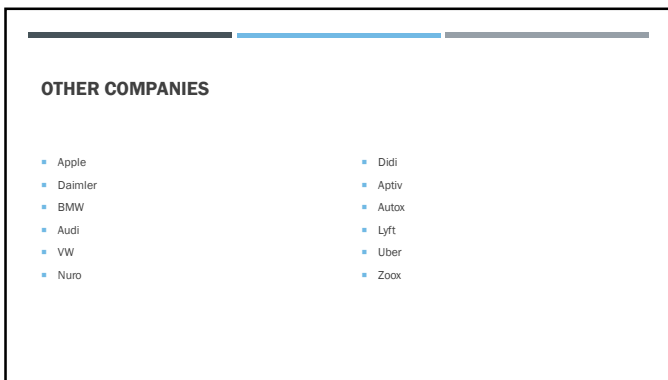 OTHER COMPANIES
Apple
Daimler
BMW
Audi
VW
Nuro
Didi
Aptiv
Autox
Lyft
Uber
Zoox